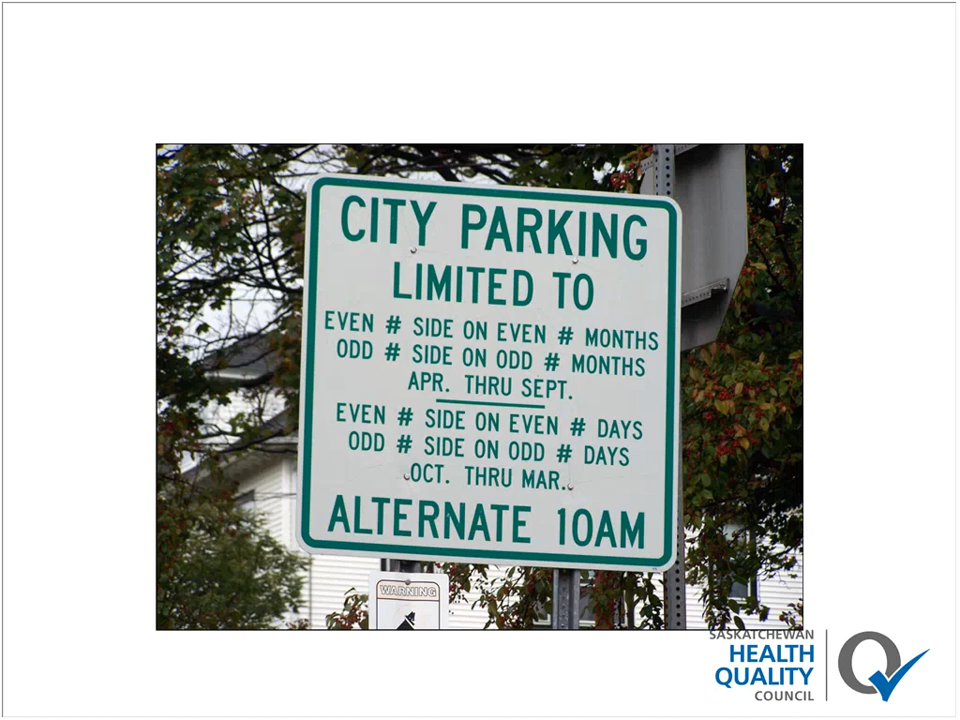 CITY PARKING
LIMITED TO
EVEN # SIDE ON EVEN # MONTHS
ODD # SIDE ON ODD # MONTHS
APR. THRU SEPT.
EVEN # SIDE ON EVEN # DAYS
ODD # SIDE ON ODD # DAYS
OCT. THRU MAR.
ALTERNATE 10AM
WARNING
SASKATCHEWAN
HEALTH
QUALITY
COUNCIL